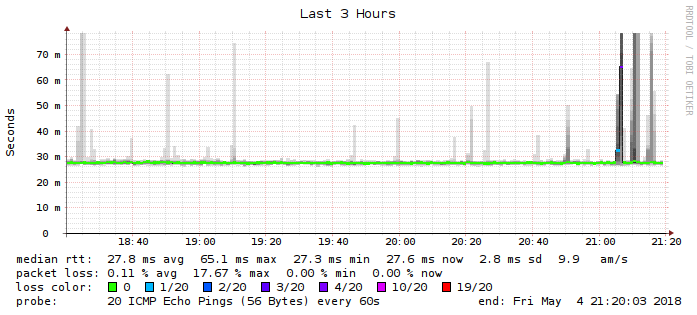 Last 3 Hours
RRDTOOL / TOBI OETIKER
Seconds
70 m
60 m
50 m
40 m
30 m
20 m
10 m
0
18:40 19:00 19:20 19:40 20:00 20:20 20:40 21:00 21:20
median rtt: 27.8 ms avg 65.1 ms max 27.3 ms min 27.6 ms now 2.8 ms sd 9.9 am/s
packet loss: 0.11 % avg 17.67 % max 0.00 % min 0.00 % now
loss color: 0 1/20 2/20 3/20 4/20 10/20 19/20
probe: 20 ICMP Echo Pings (56 Bytes) every 60s end: Fri May 4 21:20:03 2018